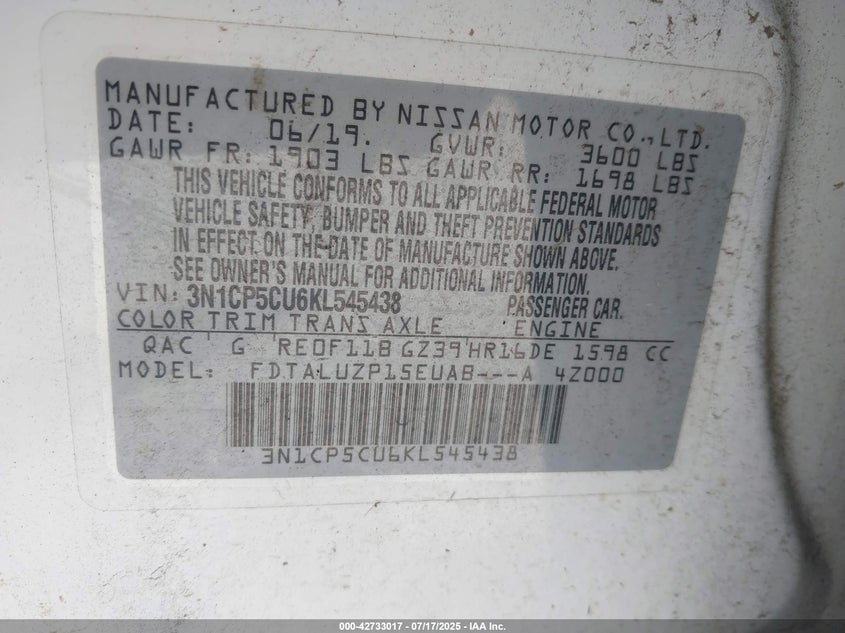 MANUFACTURED BY NISSAN MOTOR CO., LTD.
DATE: 06/19. GVWR: 3600 LBS
GAWR FR: 1903 LBS GAWR RR: 1698 LBS
THIS VEHICLE CONFORMS TO ALL APPLICABLE FEDERAL MOTOR
VEHICLE SAFETY, BUMPER AND THEFT PREVENTION STANDARDS
IN EFFECT ON THE DATE OF MANUFACTURE SHOWN ABOVE.
SEE OWNER'S MANUAL FOR ADDITIONAL INFORMATION.
VIN: 3N1CP5CU6KL545438 PASSENGER CAR.
COLOR TRIM TRANS AXLE ENGINE
QAC G RE0F11B GZ39 HR16DE 1598 CC
MODEL: FDTALUZP15EUAB---A 4Z000
3N1CP5CU6KL545438
000-42733017 - 07/17/2025 - IAA Inc.